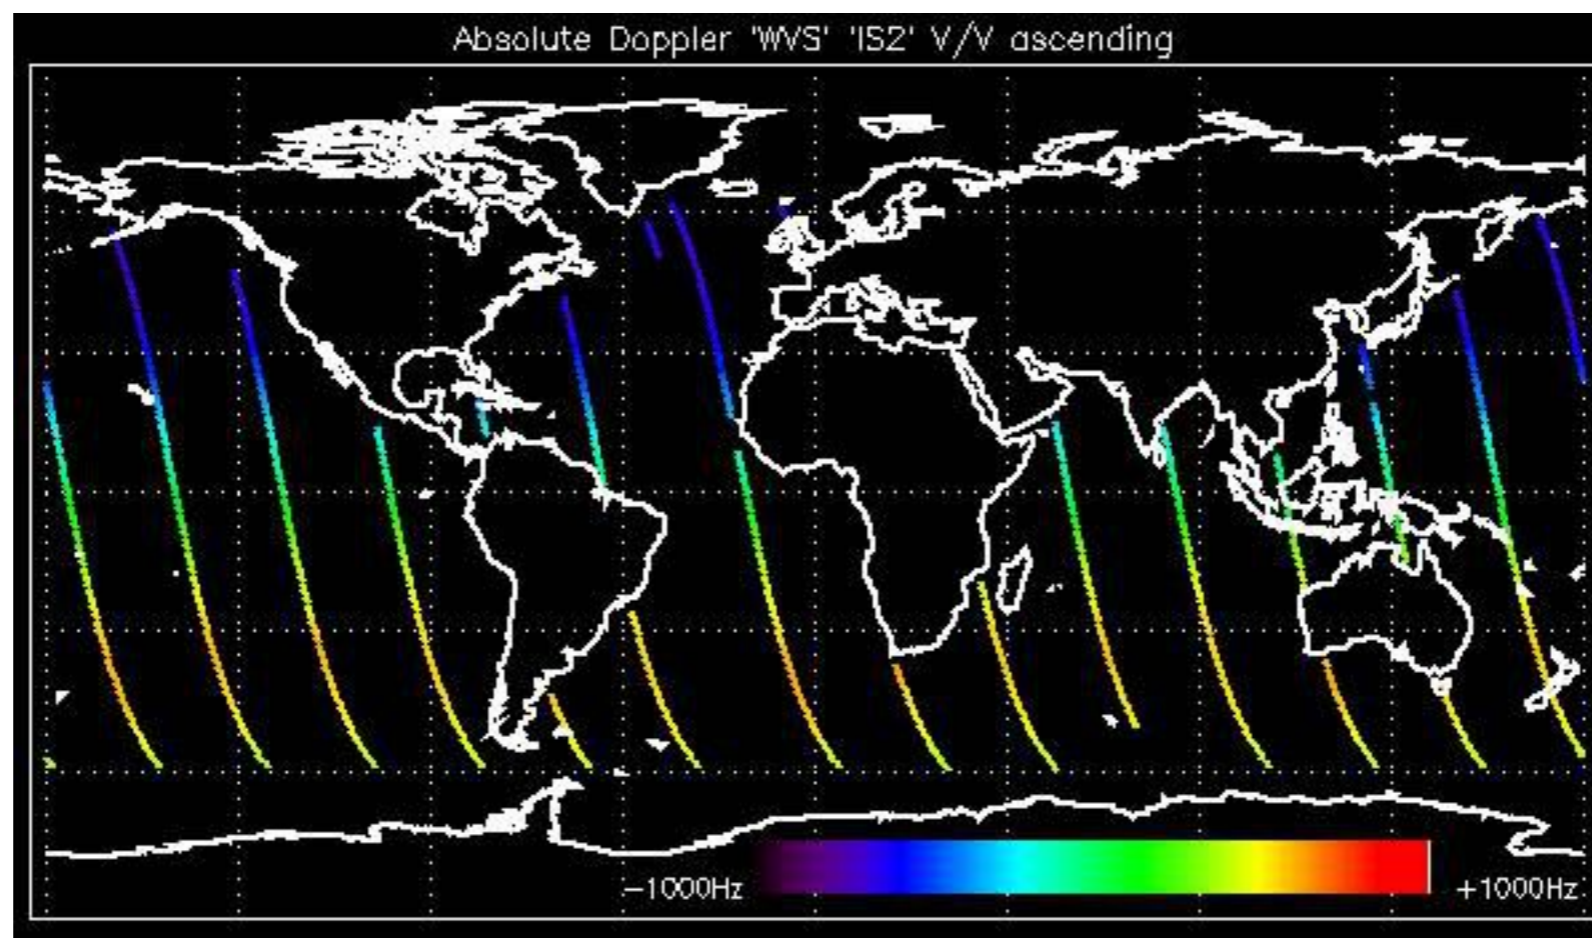 Absolute Doppler 'WVS' 'IS2' V/V ascending
−1000Hz +1000Hz